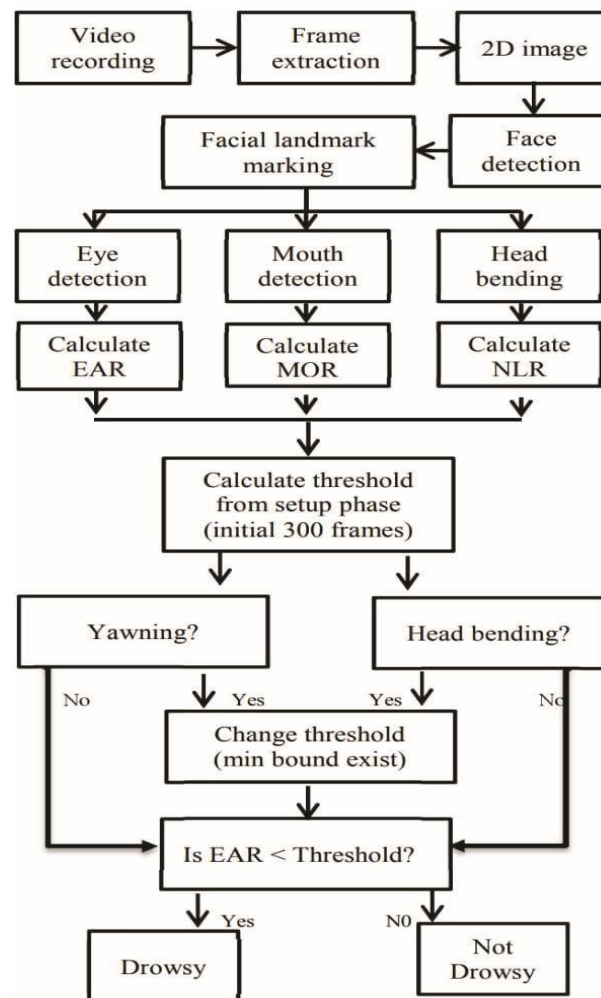 Video
recording
Frame
extraction
2D image
Facial landmark
marking
Face
detection
Eye
detection
Mouth
detection
Head
bending
Calculate
EAR
Calculate
MOR
Calculate
NLR
Calculate threshold
from setup phase
(initial 300 frames)
Yawning?
Head bending?
No
Yes
Yes
No
Change threshold
(min bound exist)
Is EAR < Threshold?
Yes
N0
Drowsy
Not
Drowsy